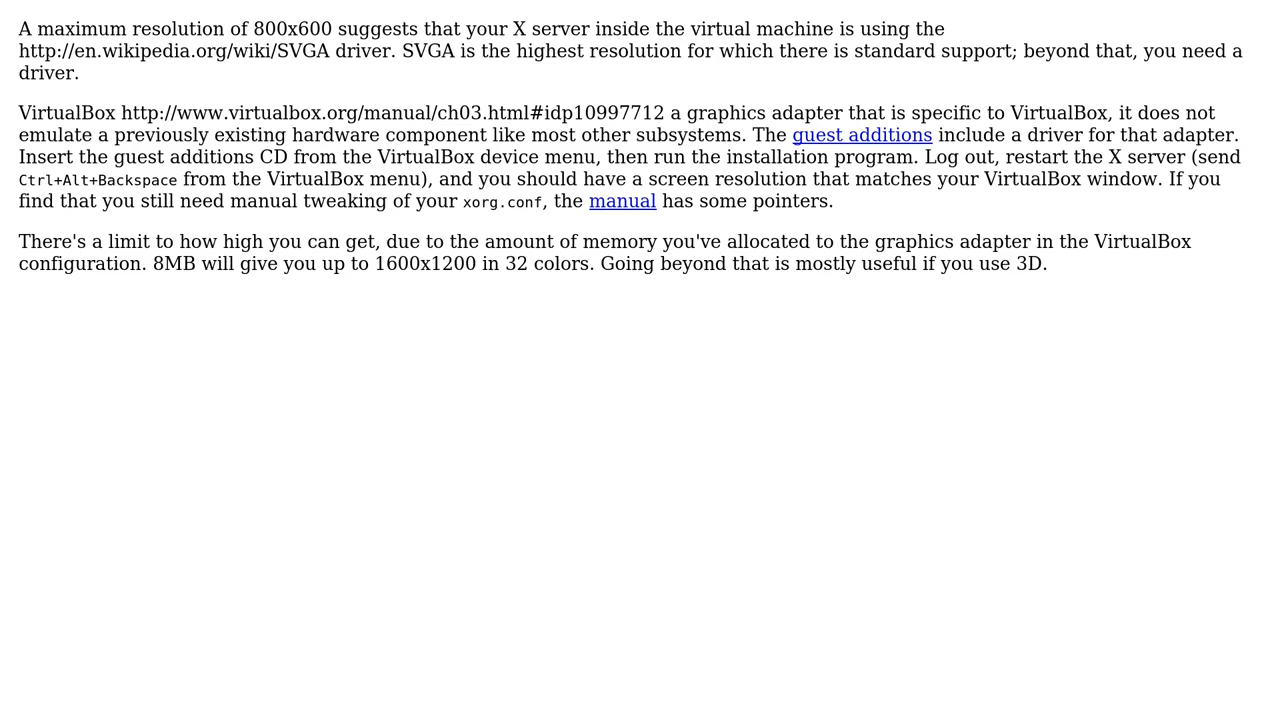 A maximum resolution of 800x600 suggests that your X server inside the virtual machine is using the
http://en.wikipedia.org/wiki/SVGA driver. SVGA is the highest resolution for which there is standard support; beyond that, you need a
driver.
VirtualBox http://www.virtualbox.org/manual/ch03.html#idp10997712 a graphics adapter that is specific to VirtualBox, it does not
emulate a previously existing hardware component like most other subsystems. The guest additions include a driver for that adapter.
Insert the guest additions CD from the VirtualBox device menu, then run the installation program. Log out, restart the X server (send
Ctrl+Alt+Backspace from the VirtualBox menu), and you should have a screen resolution that matches your VirtualBox window. If you
find that you still need manual tweaking of your xorg.conf, the manual has some pointers.
There's a limit to how high you can get, due to the amount of memory you've allocated to the graphics adapter in the VirtualBox
configuration. 8MB will give you up to 1600x1200 in 32 colors. Going beyond that is mostly useful if you use 3D.